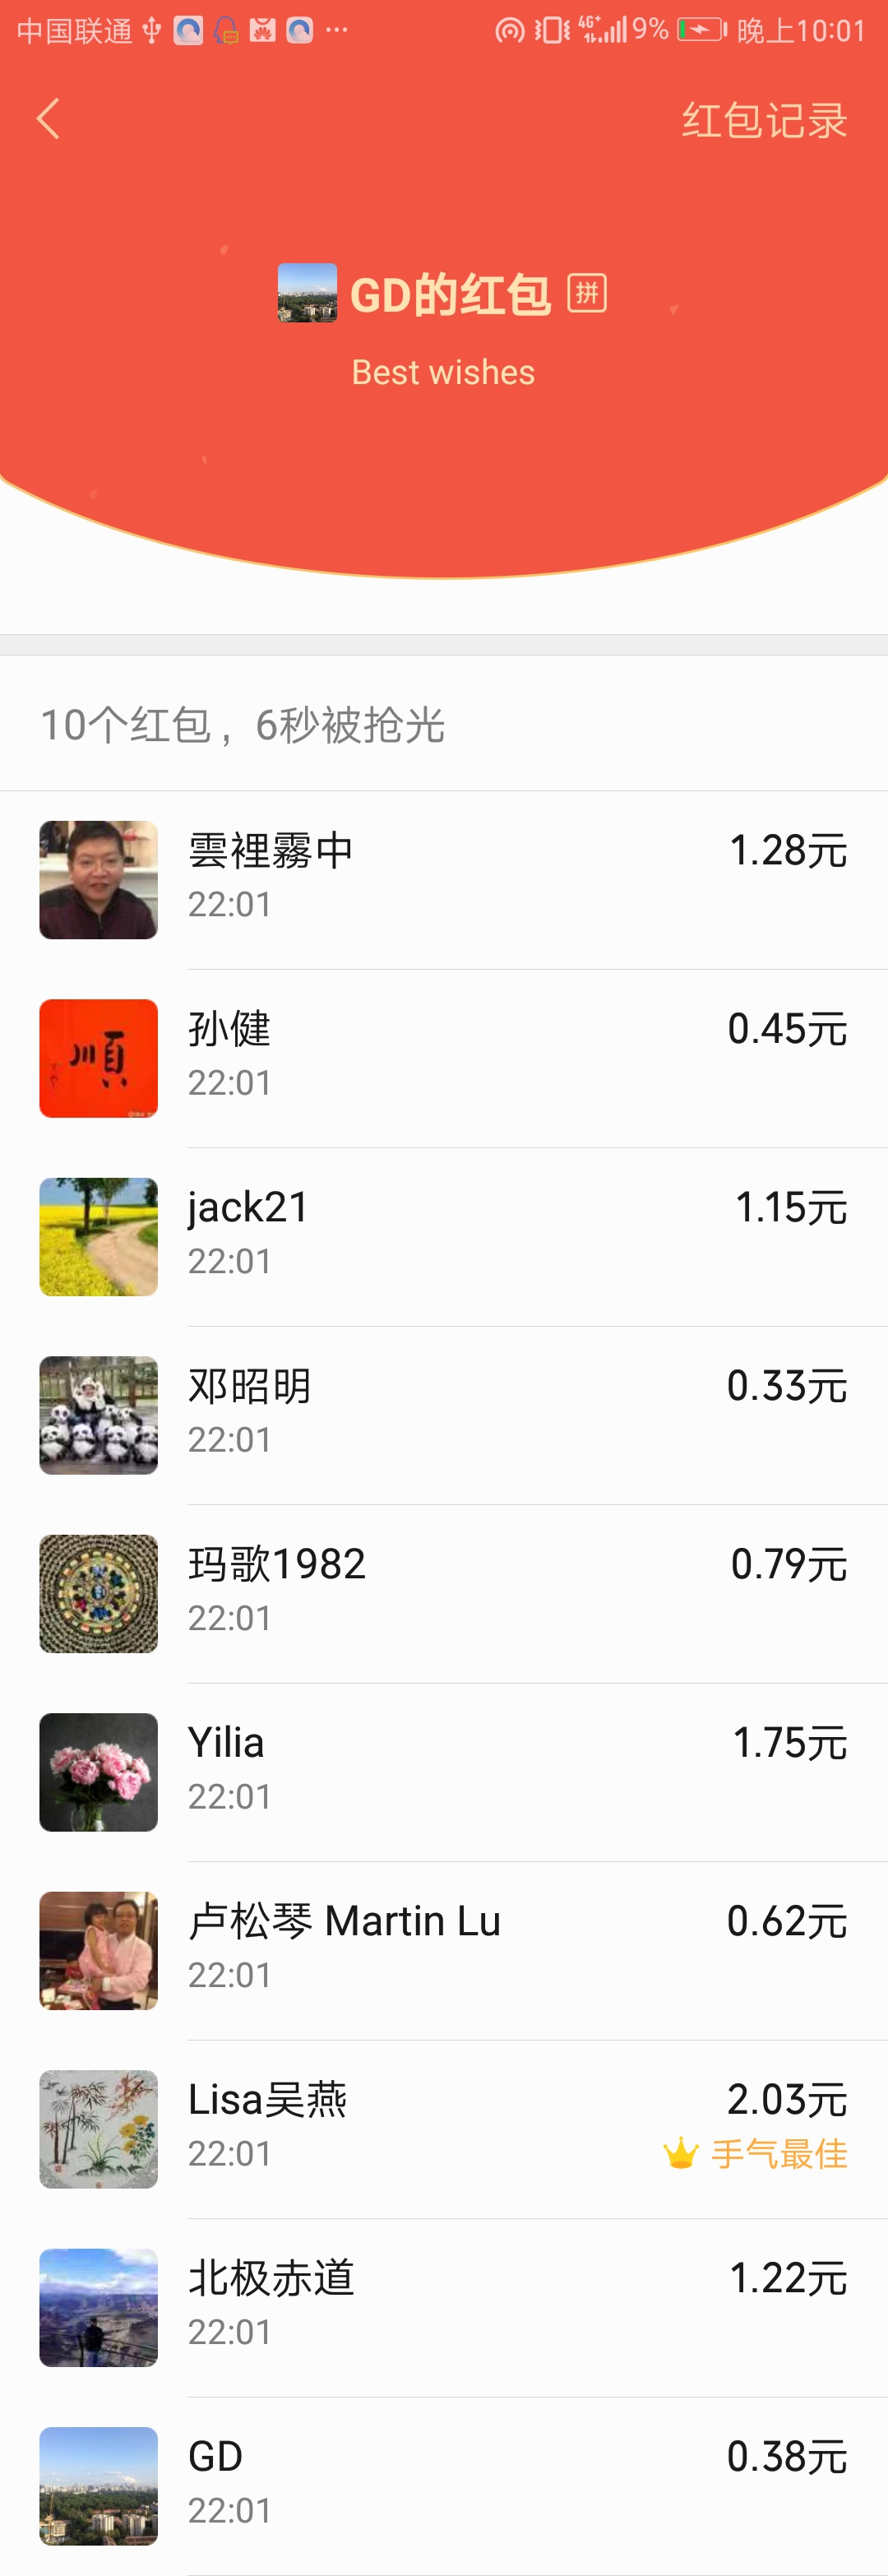 中国联通 4G+ 9% 晚上10:01
红包记录
GD的红包 拼
Best wishes
10个红包，6秒被抢光
雲裡霧中 1.28元
22:01
順
孙健 0.45元
22:01
jack21 1.15元
22:01
邓昭明 0.33元
22:01
玛歌1982 0.79元
22:01
Yilia 1.75元
22:01
卢松琴 Martin Lu 0.62元
22:01
Lisa吴燕 2.03元
22:01 手气最佳
北极赤道 1.22元
22:01
GD 0.38元
22:01